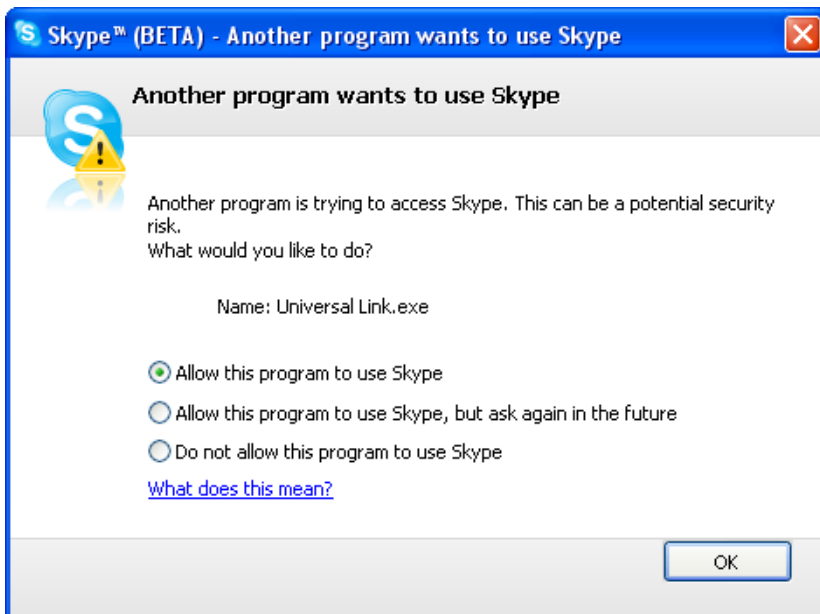 Skype™ (BETA) - Another program wants to use Skype
Another program wants to use Skype
Another program is trying to access Skype. This can be a potential security
risk.
What would you like to do?
Name: Universal Link.exe
Allow this program to use Skype
Allow this program to use Skype, but ask again in the future
Do not allow this program to use Skype
What does this mean?
OK